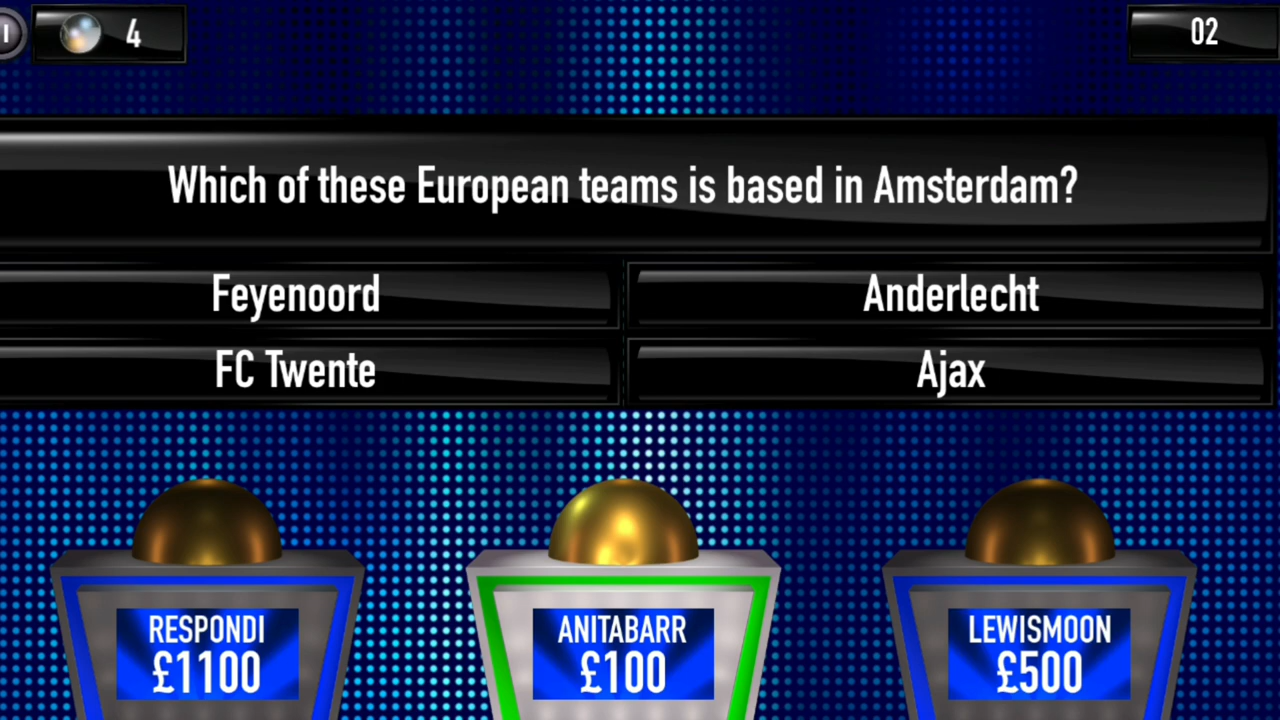 4
02
Which of these European teams is based in Amsterdam?
Feyenoord
Anderlecht
FC Twente
Ajax
RESPONDI
£1100
ANITABARR
£100
LEWISMOON
£500